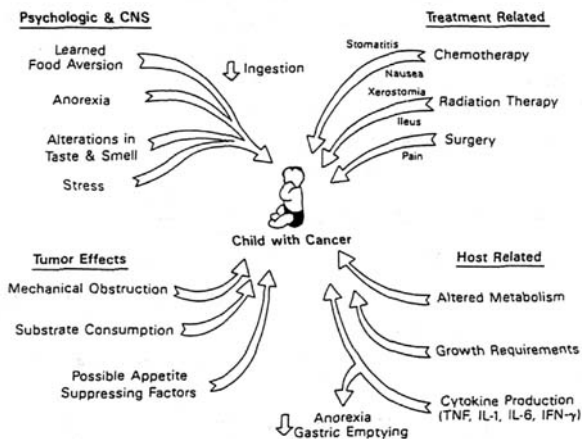 Psychologic & CNS
Learned
Food Aversion
Anorexia
Alterations in
Taste & Smell
Stress
Ingestion
Treatment Related
Stomatitis
Chemotherapy
Nausea
Xerostomia
Radiation Therapy
Ileus
Surgery
Pain
Child with Cancer
Tumor Effects
Mechanical Obstruction
Substrate Consumption
Possible Appetite
Suppressing Factors
Host Related
Altered Metabolism
Growth Requirements
Cytokine Production
(TNF, IL-1, IL-6, IFN-γ)
Anorexia
Gastric Emptying